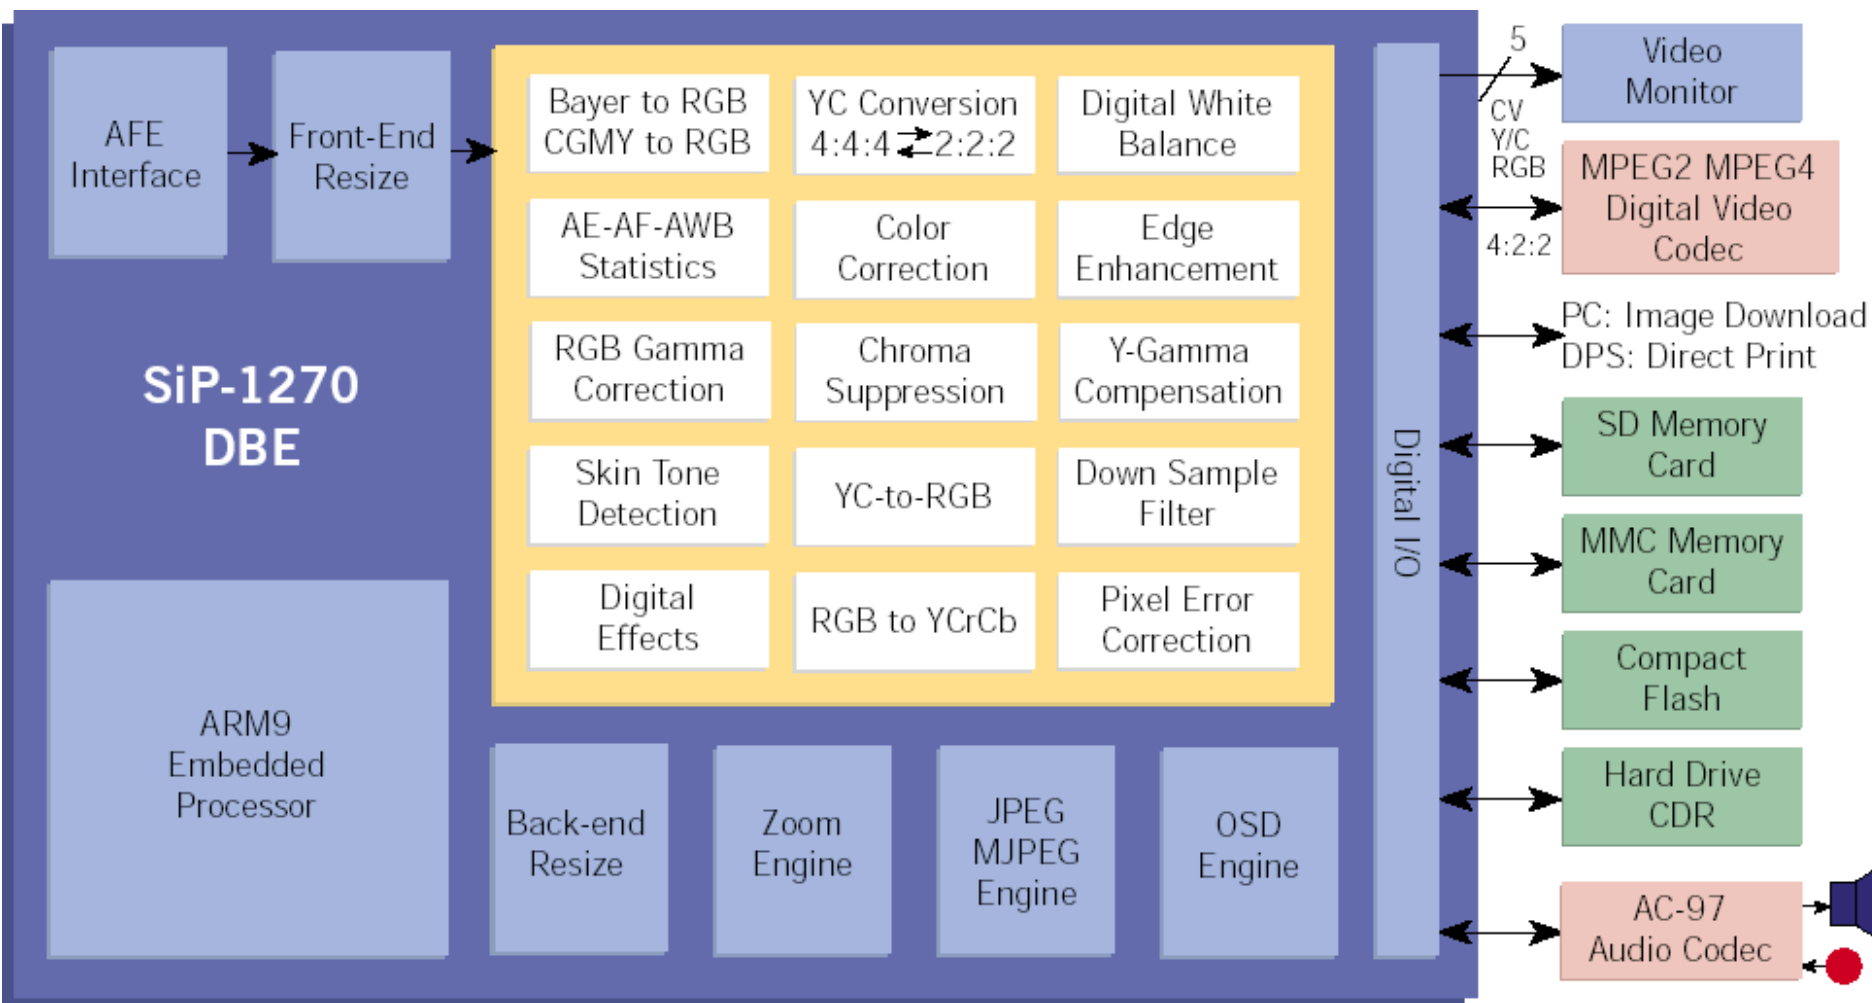 AFE
Interface
Front-End
Resize
SiP-1270
DBE
ARM9
Embedded
Processor
Bayer to RGB
CGMY to RGB
YC Conversion
4:4:4 2:2:2
Digital White
Balance
AE-AF-AWB
Statistics
Color
Correction
Edge
Enhancement
RGB Gamma
Correction
Chroma
Suppression
Y-Gamma
Compensation
Skin Tone
Detection
YC-to-RGB
Down Sample
Filter
Digital
Effects
RGB to YCrCb
Pixel Error
Correction
Back-end
Resize
Zoom
Engine
JPEG
MJPEG
Engine
OSD
Engine
Digital I/O
5
CV
Y/C
RGB
4:2:2
Video
Monitor
MPEG2 MPEG4
Digital Video
Codec
PC: Image Download
DPS: Direct Print
SD Memory
Card
MMC Memory
Card
Compact
Flash
Hard Drive
CDR
AC-97
Audio Codec